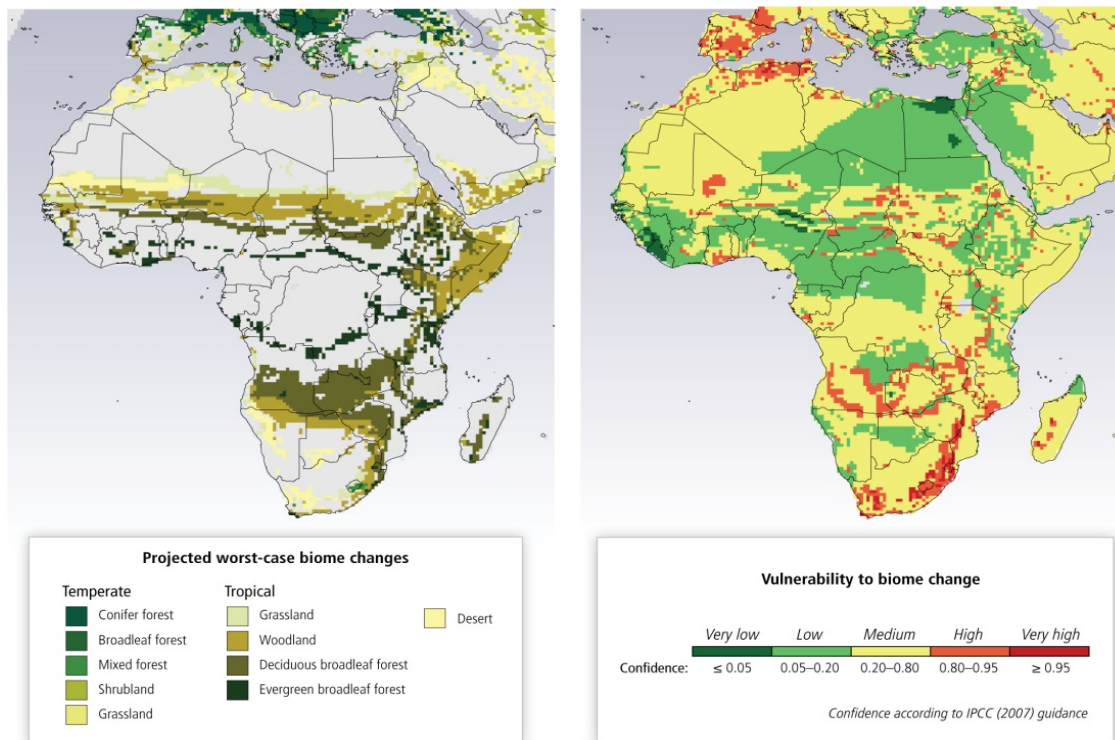 Projected worst-case biome changes
Temperate
Conifer forest
Broadleaf forest
Mixed forest
Shrubland
Grassland
Tropical
Grassland
Woodland
Deciduous broadleaf forest
Evergreen broadleaf forest
Desert
Vulnerability to biome change
Very low Low Medium High Very high
Confidence: ≤ 0.05 0.05–0.20 0.20–0.80 0.80–0.95 ≥ 0.95
Confidence according to IPCC (2007) guidance